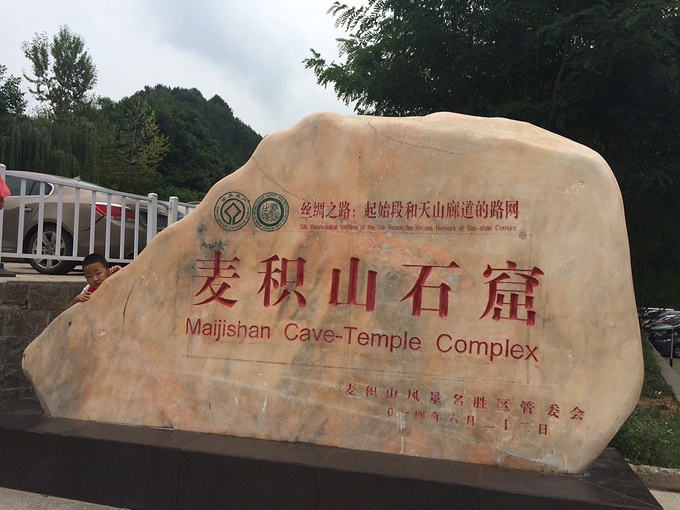 丝绸之路：起始段和天山廊道的路网
麦积山石窟
Maijishan Cave-Temple Complex
麦积山风景名胜区管委会
二0一四年六月二十二日